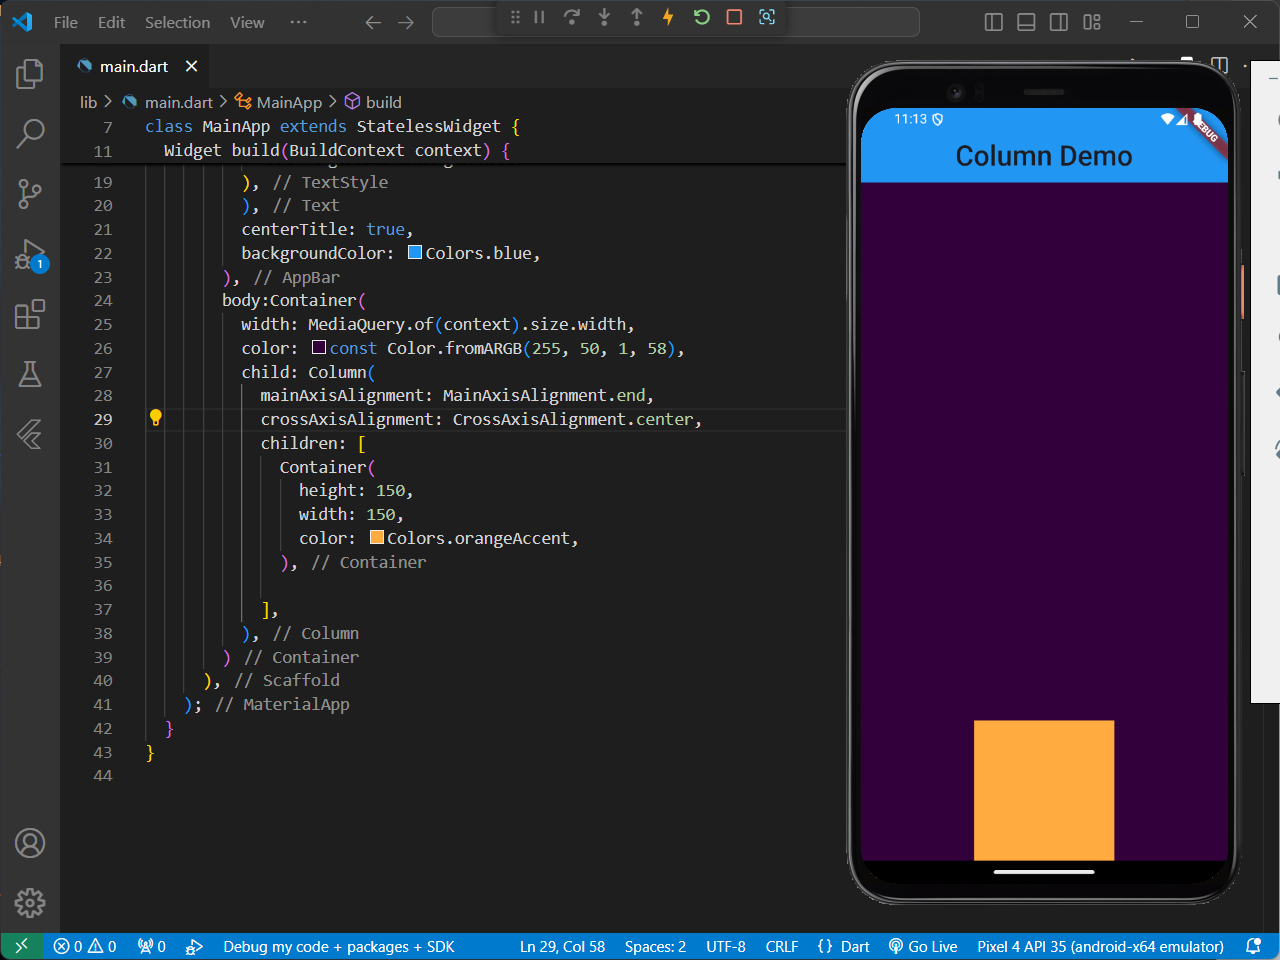 File Edit Selection View ···
main.dart
lib > main.dart > MainApp > build
7 class MainApp extends StatelessWidget {
11 Widget build(BuildContext context) {
19 ), // TextStyle
20 ), // Text
21 centerTitle: true,
22 backgroundColor: Colors.blue,
23 ), // AppBar
24 body:Container(
25 width: MediaQuery.of(context).size.width,
26 color: const Color.fromARGB(255, 50, 1, 58),
27 child: Column(
28 mainAxisAlignment: MainAxisAlignment.end,
29 crossAxisAlignment: CrossAxisAlignment.center,
30 children: [
31 Container(
32 height: 150,
33 width: 150,
34 color: Colors.orangeAccent,
35 ), // Container
36
37 ],
38 ), // Column
39 ) // Container
40 ), // Scaffold
41 ); // MaterialApp
42 }
43 }
44
11:13
DEBUG
Column Demo
1
0 0 0 Debug my code + packages + SDK Ln 29, Col 58 Spaces: 2 UTF-8 CRLF {} Dart Go Live Pixel 4 API 35 (android-x64 emulator)